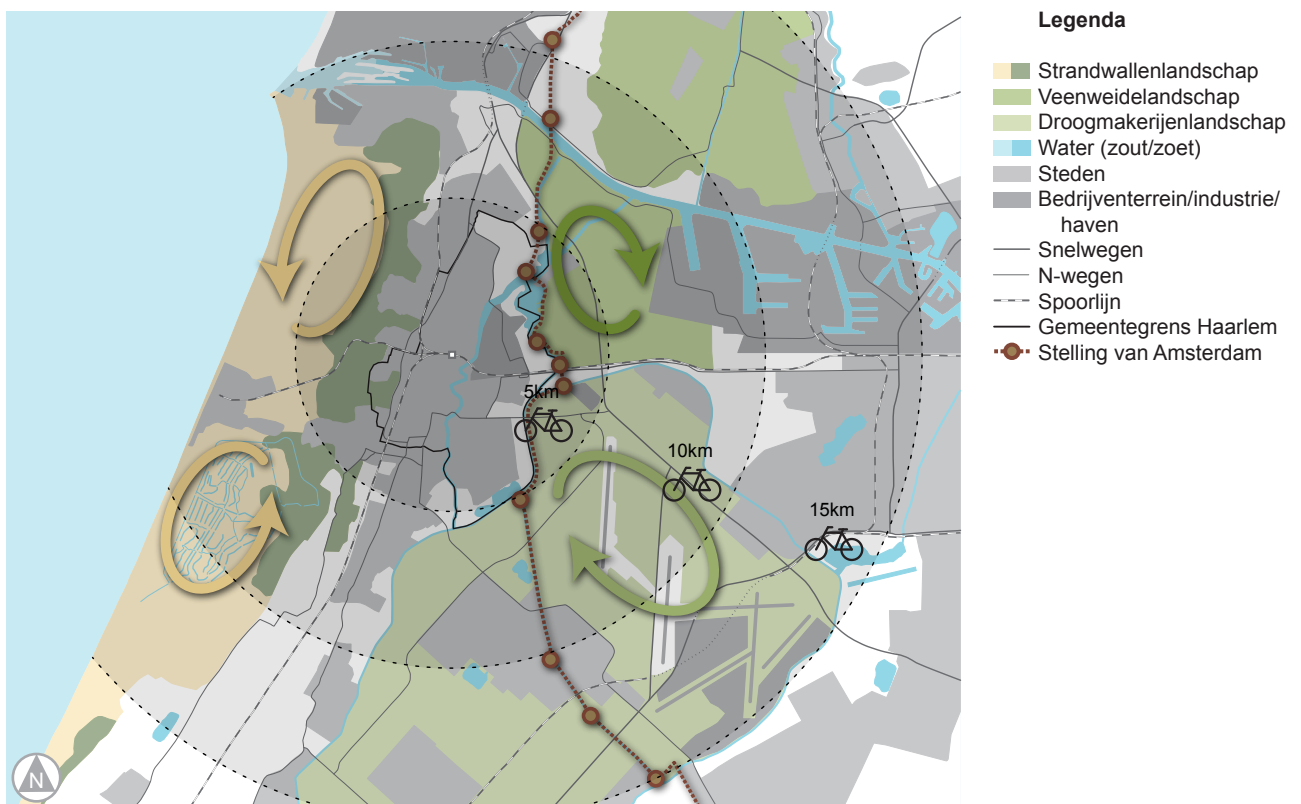 Legenda
Strandwallenlandschap
Veenweidelandschap
Droogmakerijenlandschap
Water (zout/zoet)
Steden
Bedrijventerrein/industrie/
haven
Snelwegen
N-wegen
Spoorlijn
Gemeentegrens Haarlem
Stelling van Amsterdam
5km
10km
15km
N